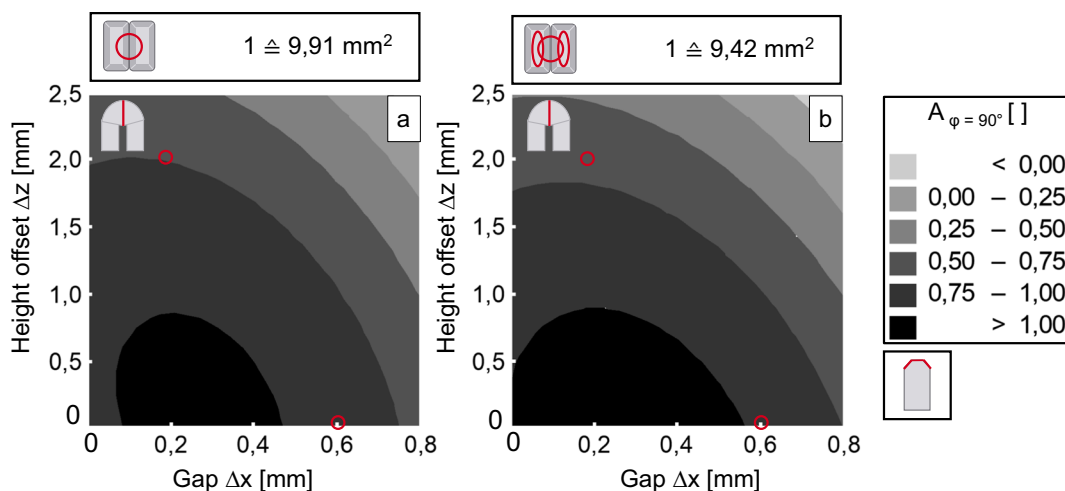 1 ≙ 9,91 mm²
1 ≙ 9,42 mm²
a
b
2,5
2,0
1,5
1,0
0,5
0
Height offset Δz [mm]
0 0,2 0,4 0,6 0,8
Gap Δx [mm]
2,5
2,0
1,5
1,0
0,5
0
Height offset Δz [mm]
0 0,2 0,4 0,6 0,8
Gap Δx [mm]
A φ = 90° [ ]
< 0,00
0,00 – 0,25
0,25 – 0,50
0,50 – 0,75
0,75 – 1,00
> 1,00